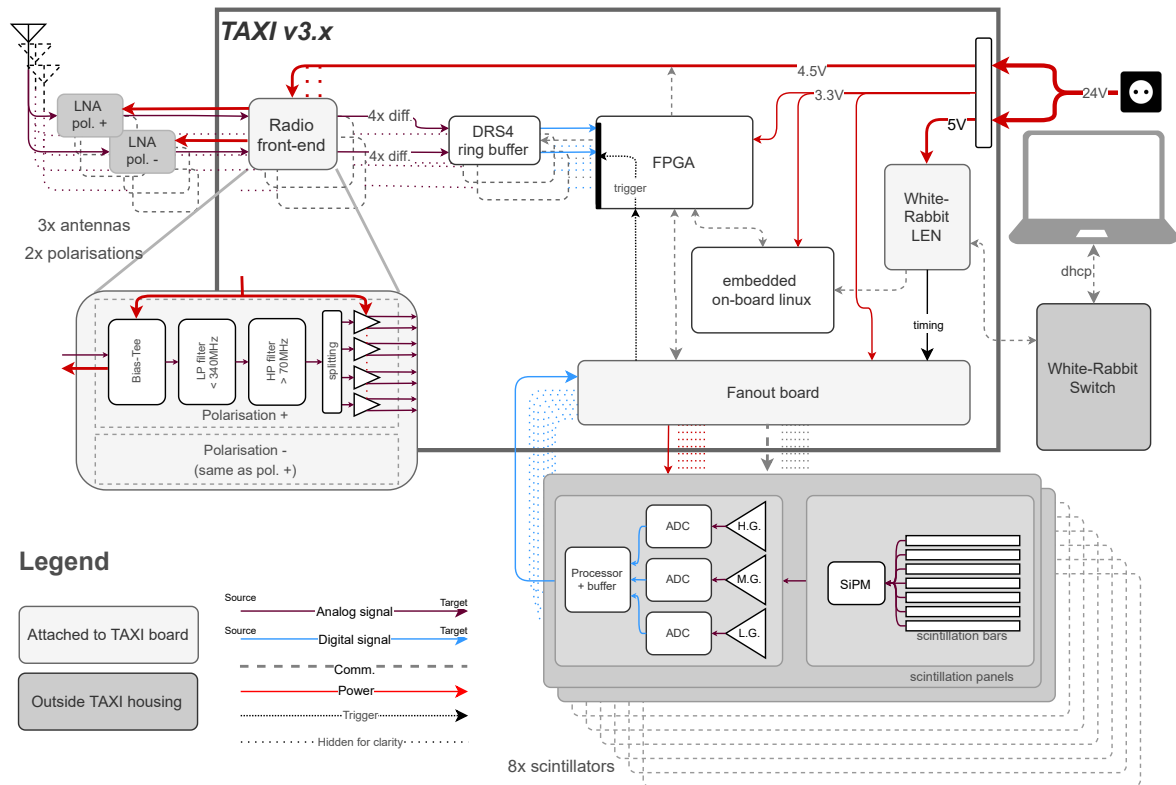 TAXI v3.x
LNA
pol. +
LNA
pol. -
Radio
front-end
4x diff.
4x diff.
DRS4
ring buffer
FPGA
trigger
4.5V
3.3V
5V
24V
3x antennas
2x polarisations
White-
Rabbit
LEN
embedded
on-board linux
timing
dhcp
White-Rabbit
Switch
Fanout board
Bias-Tee
LP filter
< 340MHz
HP filter
> 70MHz
splitting
Polarisation +
Polarisation -
(same as pol. +)
Processor
+ buffer
ADC
ADC
ADC
H.G.
M.G.
L.G.
SiPM
scintillation bars
scintillation panels
8x scintillators
Legend
Attached to TAXI board
Outside TAXI housing
Source
Analog signal
Target
Source
Digital signal
Target
Comm.
Power
Trigger
Hidden for clarity